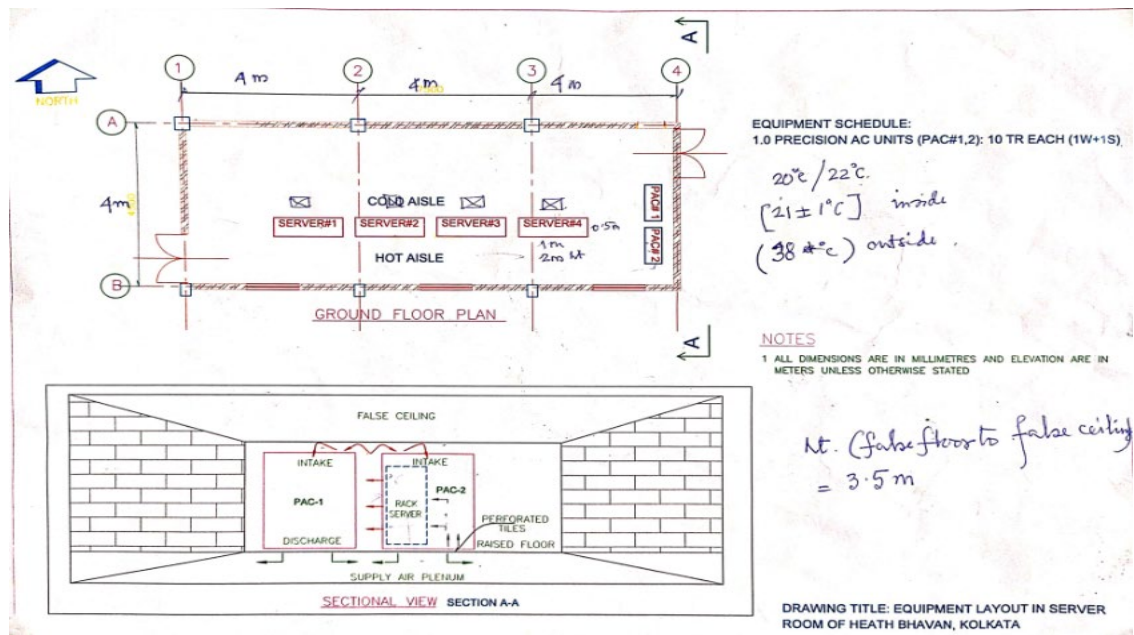 A
NORTH
1
2
3
4
4 m
4 m
4 m
A
4 m
B
COLD AISLE
SERVER#1
SERVER#2
SERVER#3
SERVER#4
0.5m
1m
2m ht
HOT AISLE
PAC#1
PAC#2
GROUND FLOOR PLAN
A
EQUIPMENT SCHEDULE:
1.0 PRECISION AC UNITS (PAC#1,2): 10 TR EACH (1W+1S)
20°c / 22°c.
[21 ± 1°C] inside
(38 °c) outside.
NOTES
1 ALL DIMENSIONS ARE IN MILLIMETRES AND ELEVATION ARE IN
METERS UNLESS OTHERWISE STATED
Ht. (false floor to false ceiling
= 3.5 m
FALSE CEILING
INTAKE
INTAKE
PAC-1
RACK
SERVER
PAC-2
PERFORATED
TILES
DISCHARGE
RAISED FLOOR
SUPPLY AIR PLENUM
SECTIONAL VIEW SECTION A-A
DRAWING TITLE: EQUIPMENT LAYOUT IN SERVER
ROOM OF HEATH BHAVAN, KOLKATA